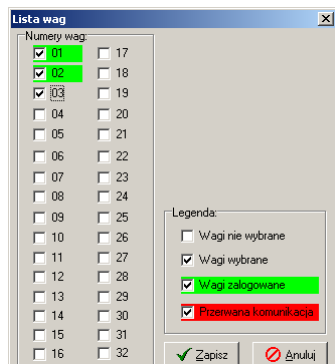 Lista wag
Numery wag:
01 17
02 18
03 19
04 20
05 21
06 22
07 23
08 24
09 25
10 26
11 27
12 28
13 29
14 30
15 31
16 32
Legenda:
Wagi nie wybrane
Wagi wybrane
Wagi zalogowane
Przerwana komunikacja
Zapisz Anuluj